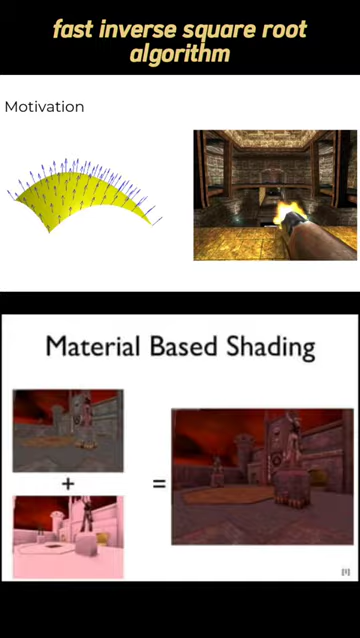 fast inverse square root
algorithm
Motivation
Material Based Shading
+
=
[1]